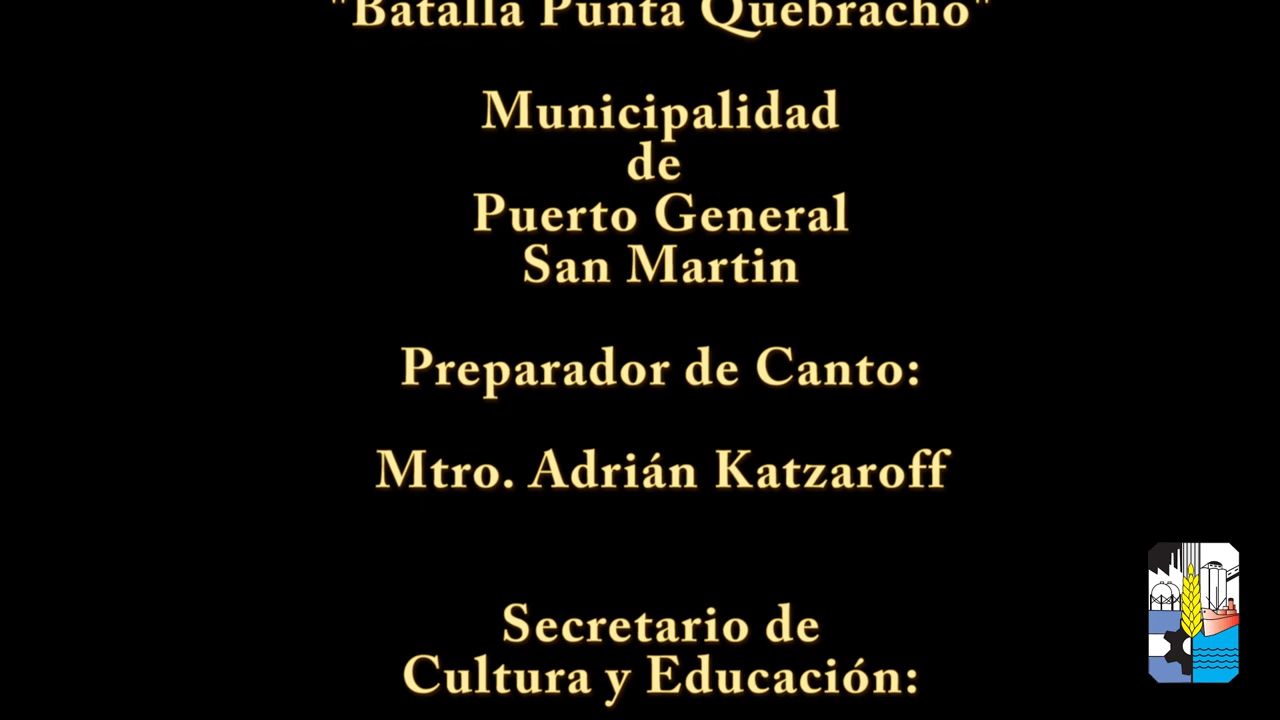 "Batalla Punta Quebracho"
Municipalidad
de
Puerto General
San Martin
Preparador de Canto:
Mtro. Adrián Katzaroff
Secretario de
Cultura y Educación: